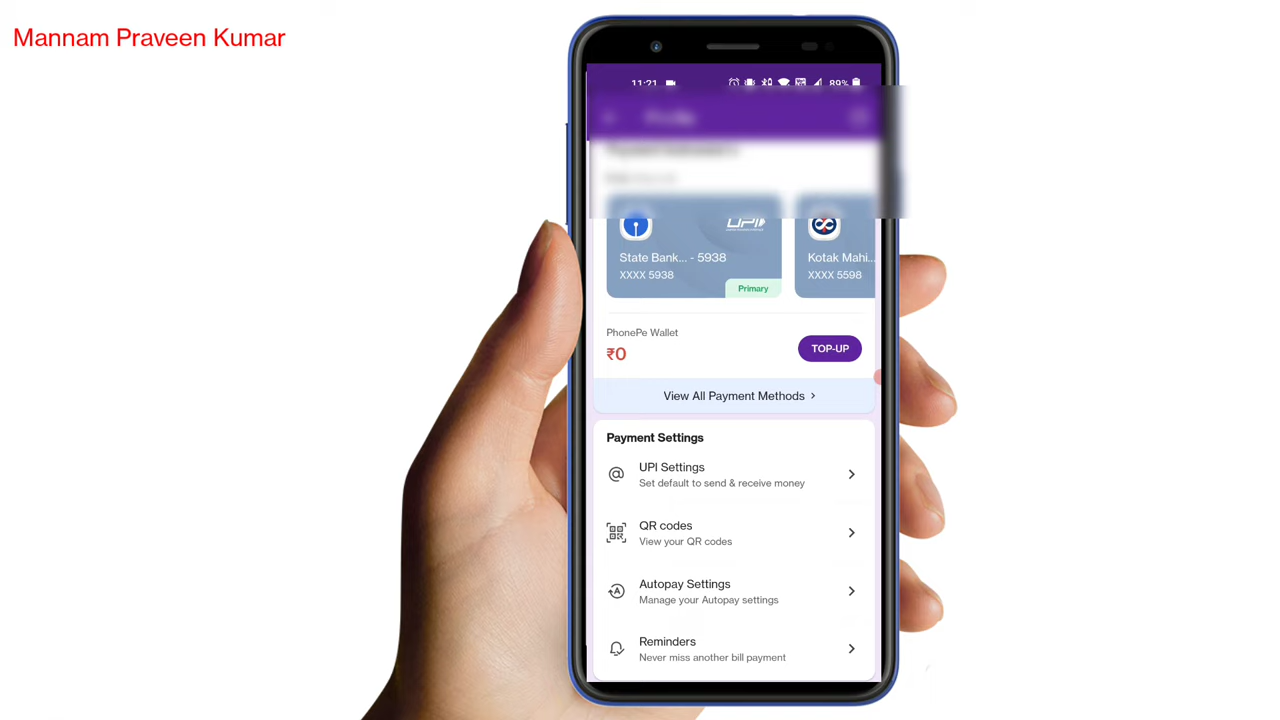 Mannam Praveen Kumar
11:21
89%
UPI
State Bank... - 5938
XXXX 5938
Primary
Kotak Mahi...
XXXX 5598
PhonePe Wallet
₹0
TOP-UP
View All Payment Methods
Payment Settings
UPI Settings
Set default to send & receive money
QR codes
View your QR codes
Autopay Settings
Manage your Autopay settings
Reminders
Never miss another bill payment